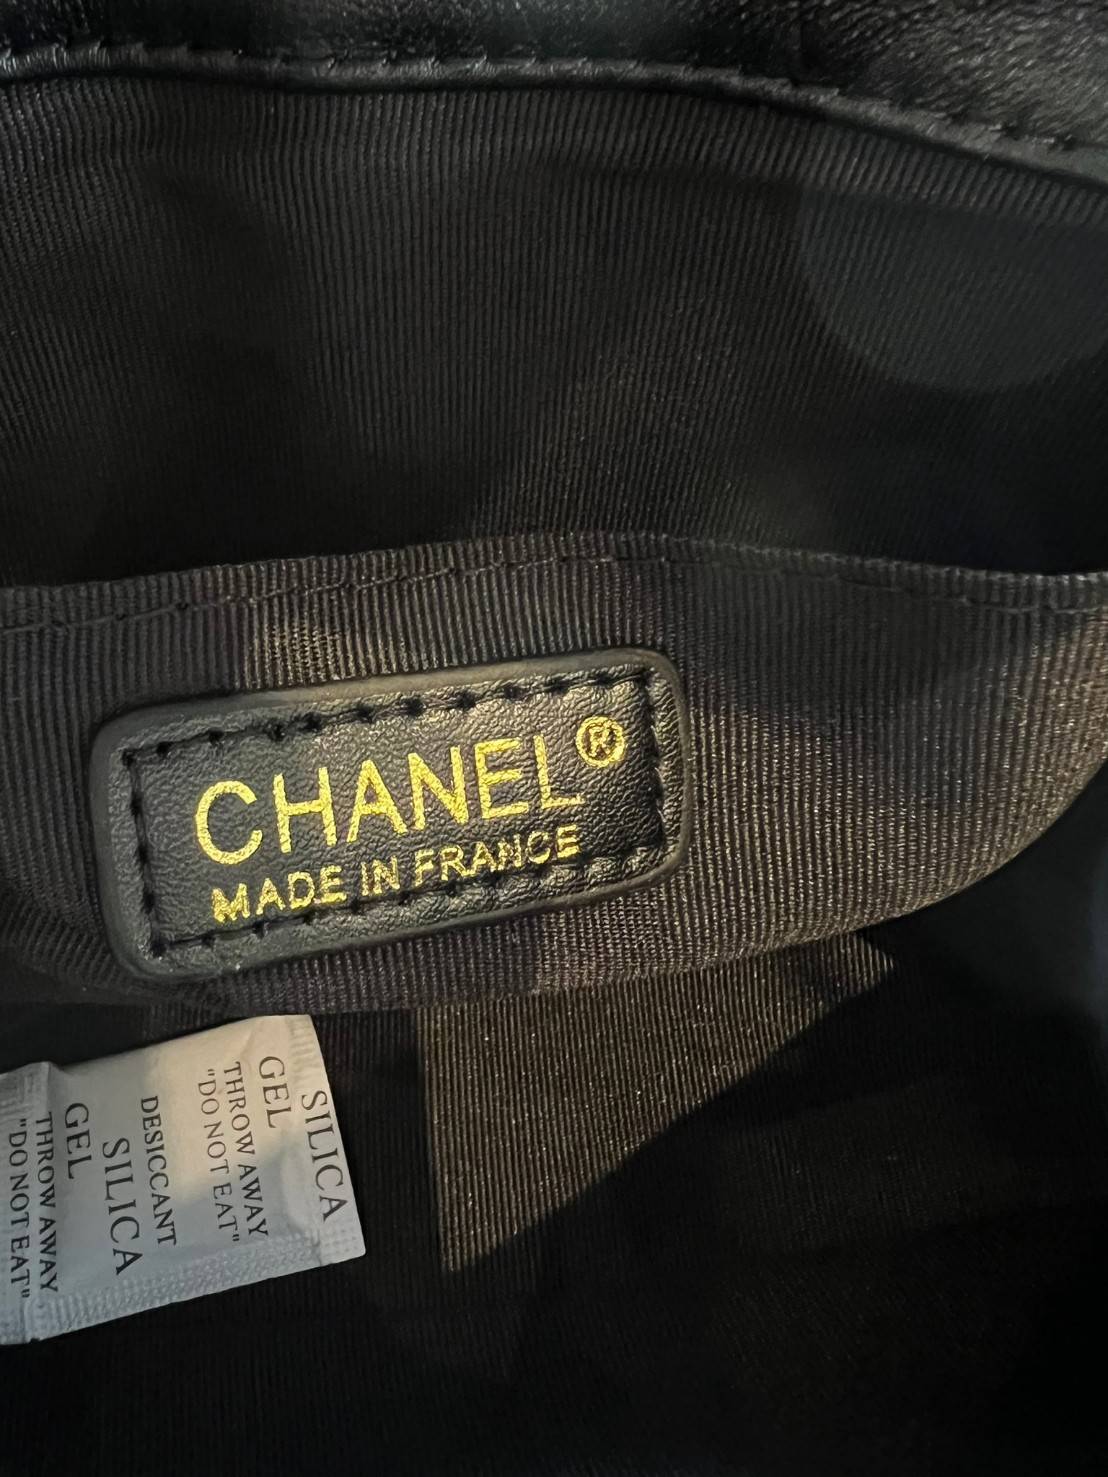 CHANEL®
MADE IN FRANCE
SILICA
GEL
THROW AWAY
"DO NOT EAT"
DESICCANT
SILICA
GEL
THROW AWAY
"DO NOT EAT"